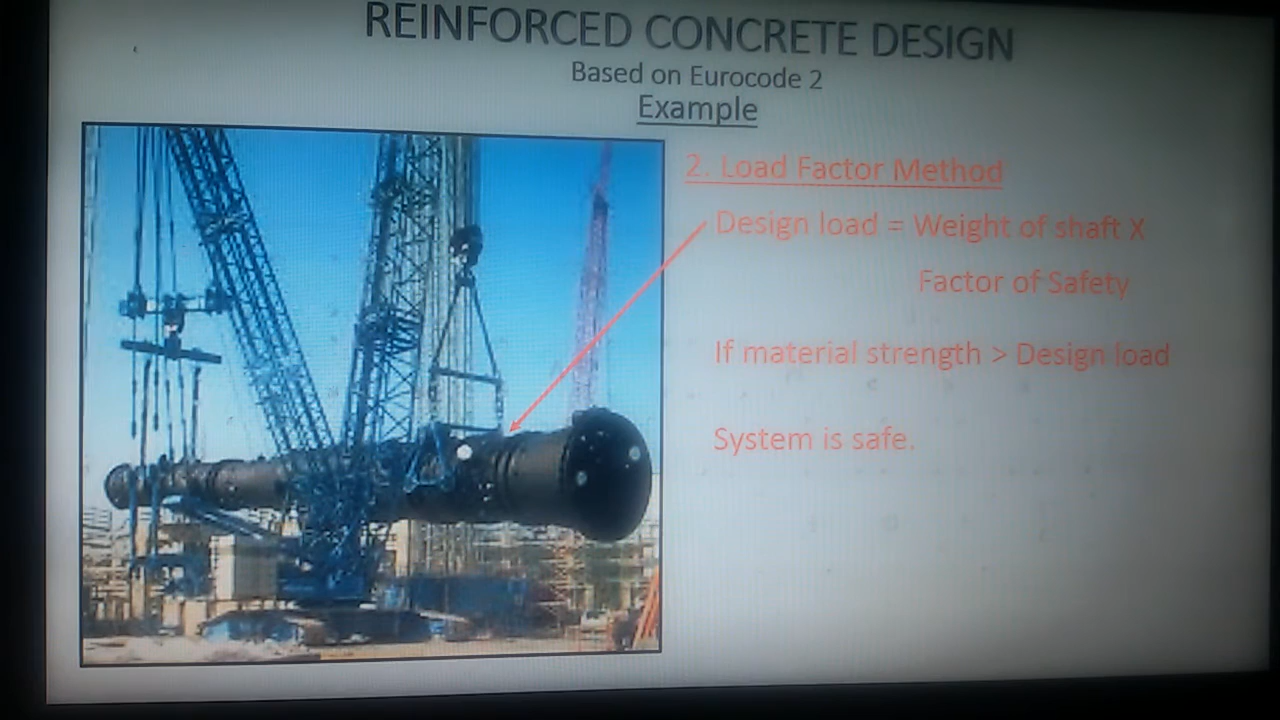 REINFORCED CONCRETE DESIGN
Based on Eurocode 2
Example
2. Load Factor Method
Design load = Weight of shaft X
Factor of Safety
If material strength > Design load
System is safe.